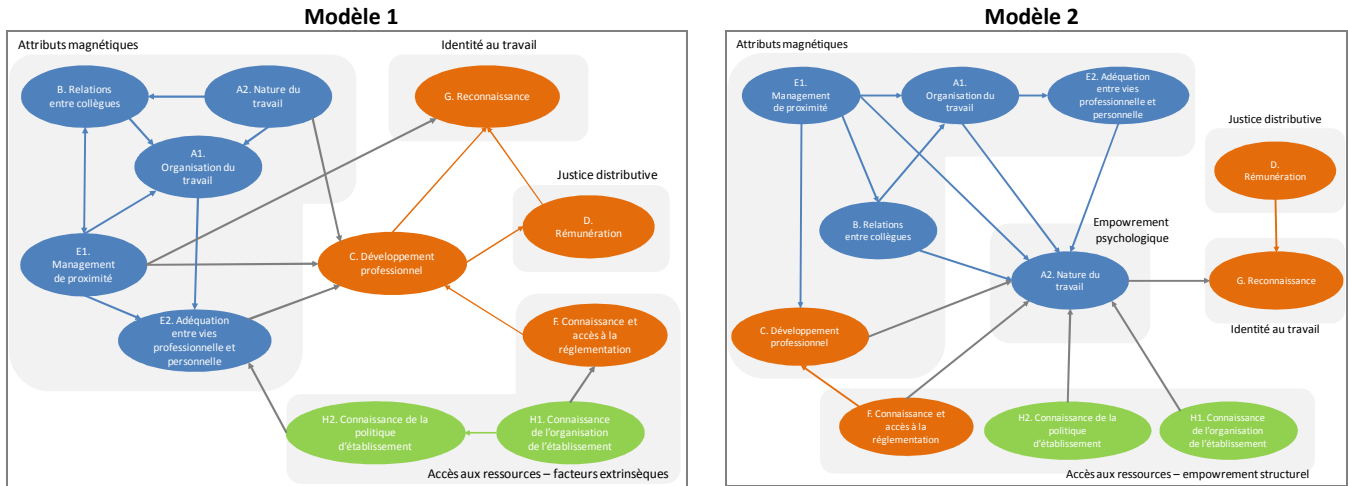 Modèle 1
Attributs magnétiques
Identité au travail
B. Relations
entre collègues
A2. Nature du
travail
G. Reconnaissance
A1.
Organisation du
travail
Justice distributive
D.
Rémunération
E1.
Management
de proximité
C. Développement
professionnel
E2. Adéquation
entre vies
professionnelle et
personnelle
F. Connaissance et
accès à la
réglementation
H2. Connaissance de la
politique
d'établissement
H1. Connaissance
de l'organisation
de l'établissement
Accès aux ressources – facteurs extrinsèques
Modèle 2
Attributs magnétiques
E1.
Management
de proximité
A1.
Organisation du
travail
E2. Adéquation
entre vies
professionnelle et
personnelle
Justice distributive
D.
Rémunération
B. Relations
entre collègues
Empowrement
psychologique
A2. Nature du
travail
G. Reconnaissance
Identité au travail
C. Développement
professionnel
F. Connaissance et
accès à la
réglementation
H2. Connaissance de la
politique
d'établissement
H1. Connaissance
de l'organisation
de l'établissement
Accès aux ressources – empowrement structurel